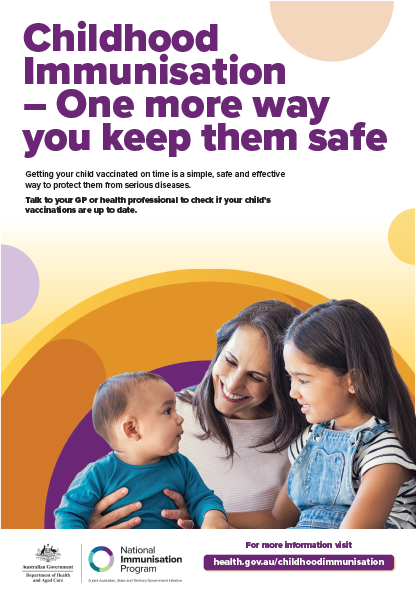 Childhood
Immunisation
– One more way
you keep them safe
Getting your child vaccinated on time is a simple, safe and effective
way to protect them from serious diseases.
Talk to your GP or health professional to check if your child's
vaccinations are up to date.
Australian Government
Department of Health
and Aged Care
National
Immunisation
Program
A joint Australian, State and Territory Government Initiative
For more information visit
health.gov.au/childhoodimmunisation